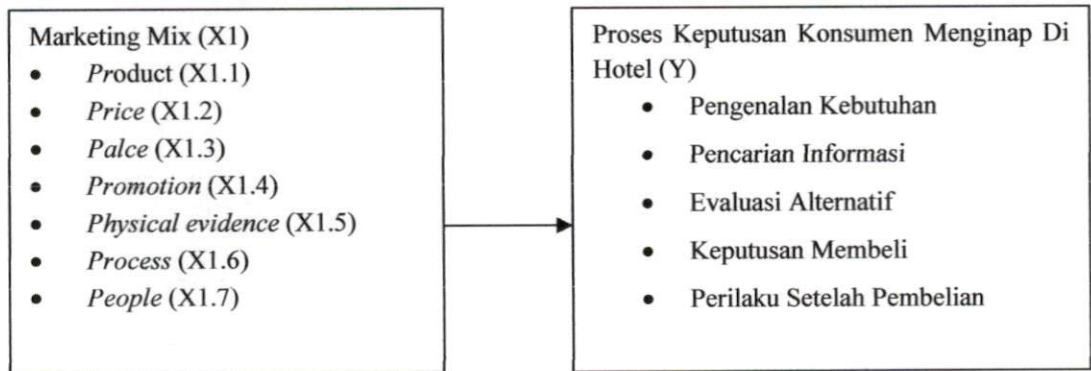 Marketing Mix (X1)
• Product (X1.1)
• Price (X1.2)
• Palce (X1.3)
• Promotion (X1.4)
• Physical evidence (X1.5)
• Process (X1.6)
• People (X1.7)
Proses Keputusan Konsumen Menginap Di
Hotel (Y)
• Pengenalan Kebutuhan
• Pencarian Informasi
• Evaluasi Alternatif
• Keputusan Membeli
• Perilaku Setelah Pembelian